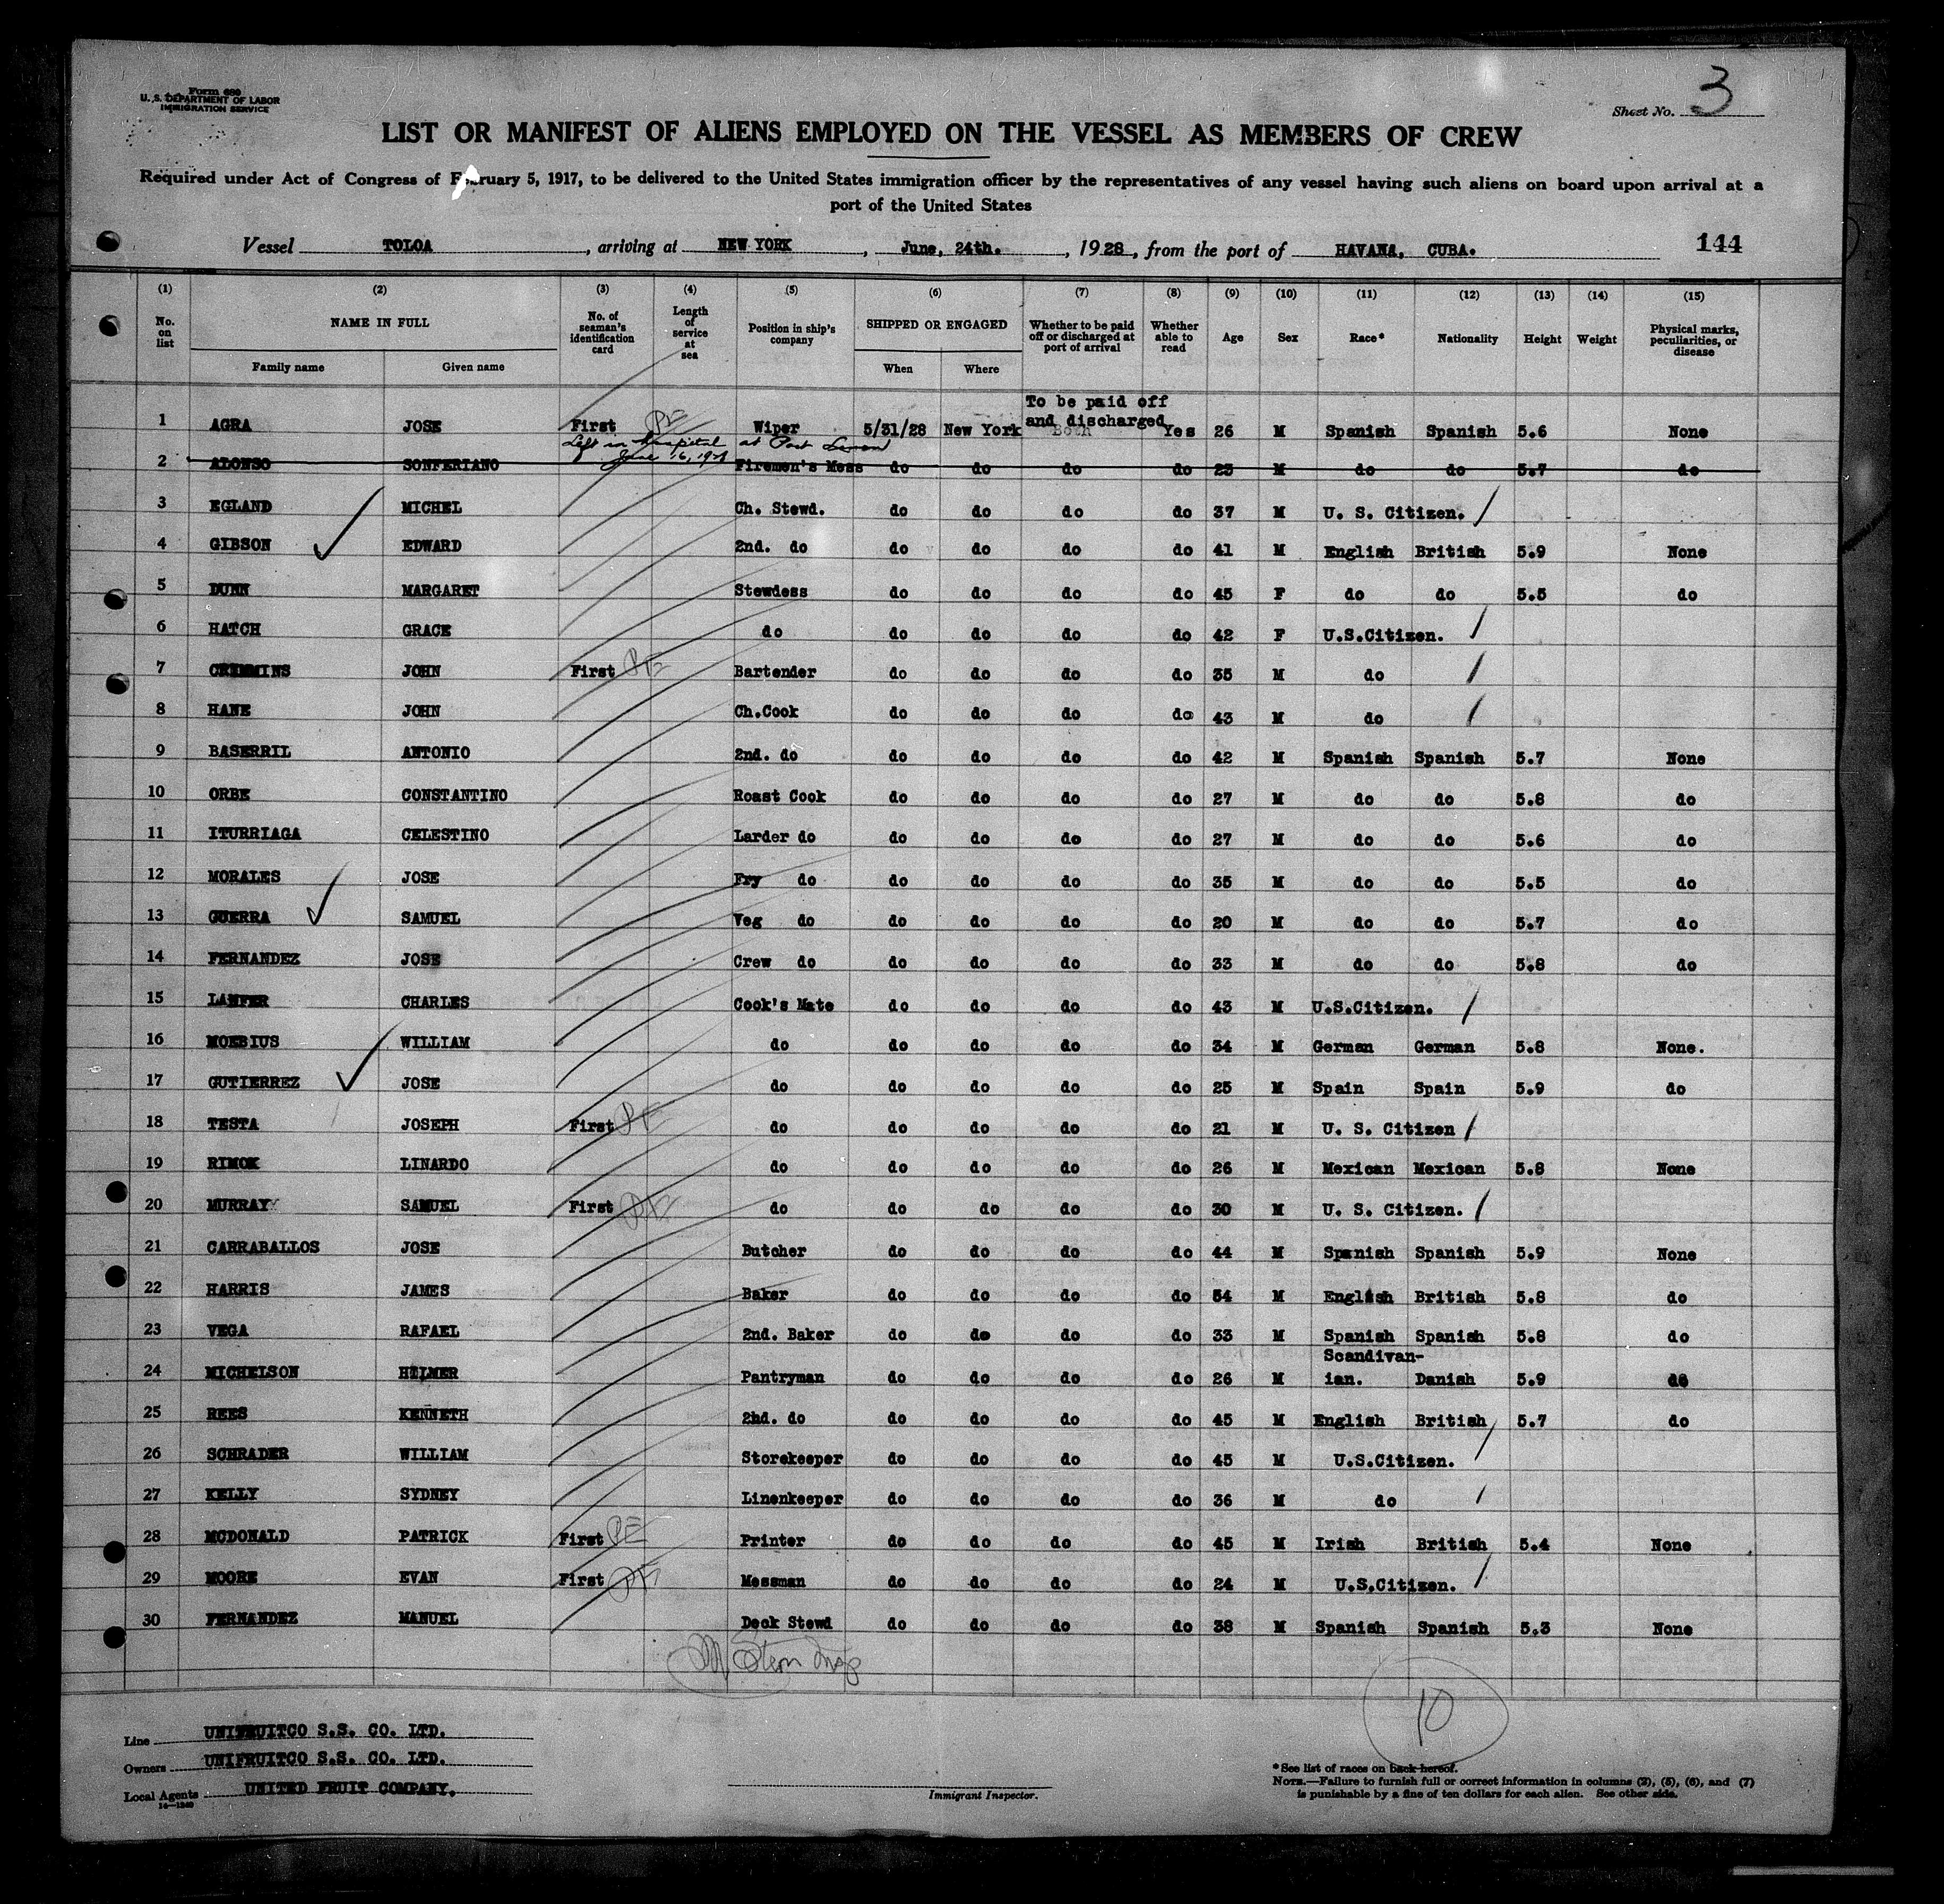 Form 680
U. S. DEPARTMENT OF LABOR
IMMIGRATION SERVICE
Sheet No. 3
LIST OR MANIFEST OF ALIENS EMPLOYED ON THE VESSEL AS MEMBERS OF CREW
Required under Act of Congress of February 5, 1917, to be delivered to the United States immigration officer by the representatives of any vessel having such aliens on board upon arrival at a
port of the United States
Vessel TOLOA, arriving at NEW YORK, June, 24th., 1928, from the port of HAVANA, CUBA. 144
(1) (2) (3) (4) (5) (6) (7) (8) (9) (10) (11) (12) (13) (14) (15)
No. on list NAME IN FULL Family name Given name No. of seaman's identification card Length of service at sea Position in ship's company SHIPPED OR ENGAGED When Where Whether to be paid off or discharged at port of arrival Whether able to read Age Sex Race* Nationality Height Weight Physical marks, peculiarities, or disease
To be paid off
and discharged
1 AGRA JOSE First PE Wiper 5/31/28 New York Both Yes 26 M Spanish Spanish 5.6 None
Left in hospital at Port Limon
June 16, 1928
2 ALONSO SONFERIANO Firemen's Mess do do do do 23 M do do 5.7 do
3 EGLAND MICHEL Ch. Stewd. do do do do 37 M U. S. Citizen.
4 GIBSON EDWARD 2nd. do do do do do 41 M English British 5.9 None
5 DUNN MARGARET Stewdess do do do do 45 F do do 5.5 do
6 HATCH GRACE do do do do do 42 F U.S.Citizen.
7 CREMMINS JOHN First PE Bartender do do do do 35 M do
8 HANE JOHN Ch.Cook do do do do 43 M do
9 BASERRIL ANTONIO 2nd. do do do do do 42 M Spanish Spanish 5.7 None
10 ORBE CONSTANTINO Roast Cook do do do do 27 M do do 5.8 do
11 ITURRIAGA CELESTINO Larder do do do do do 27 M do do 5.6 do
12 MORALES JOSE Fry do do do do do 35 M do do 5.5 do
13 GUERRA SAMUEL Veg do do do do do 20 M do do 5.7 do
14 FERNANDEZ JOSE Crew do do do do do 33 M do do 5.8 do
15 LANFER CHARLES Cook's Mate do do do do 43 M U.S.Citizen.
16 MOEBIUS WILLIAM do do do do do 34 M German German 5.8 None.
17 GUTIERREZ JOSE do do do do do 25 M Spain Spain 5.9 do
18 TESTA JOSEPH First PE do do do do do 21 M U. S. Citizen
19 RIMOK LINARDO do do do do do 26 M Mexican Mexican 5.8 None
20 MURRAY SAMUEL First PE do do do do do 30 M U. S. Citizen.
21 CARRABALLOS JOSE Butcher do do do do 44 M Spanish Spanish 5.9 None
22 HARRIS JAMES Baker do do do do 54 M English British 5.8 do
23 VEGA RAFAEL 2nd. Baker do do do do 33 M Spanish Spanish 5.8 do
24 MICHELSON HELMER Pantryman do do do do 26 M Scandivan-
ian. Danish 5.9 do
25 REES KENNETH 2hd. do do do do do 45 M English British 5.7 do
26 SCHRADER WILLIAM Storekeeper do do do do 45 M U.S.Citizen.
27 KELLY SYDNEY Linenkeeper do do do do 36 M do
28 MCDONALD PATRICK First PE Printer do do do do 45 M Irish British 5.4 None
29 MOORE EVAN First PE Messman do do do do 24 M U.S.Citizen.
30 FERNANDEZ MANUEL Deck Stewd do do do do 38 M Spanish Spanish 5.3 None
10
Line UNIFRUITCO S.S. CO. LTD.
Owners UNIFRUITCO S.S. CO. LTD.
Local Agents UNITED FRUIT COMPANY.
14—1240
Immigrant Inspector.
*See list of races on back hereof.
NOTE.—Failure to furnish full or correct information in columns (2), (5), (6), and (7)
is punishable by a fine of ten dollars for each alien. See other side.